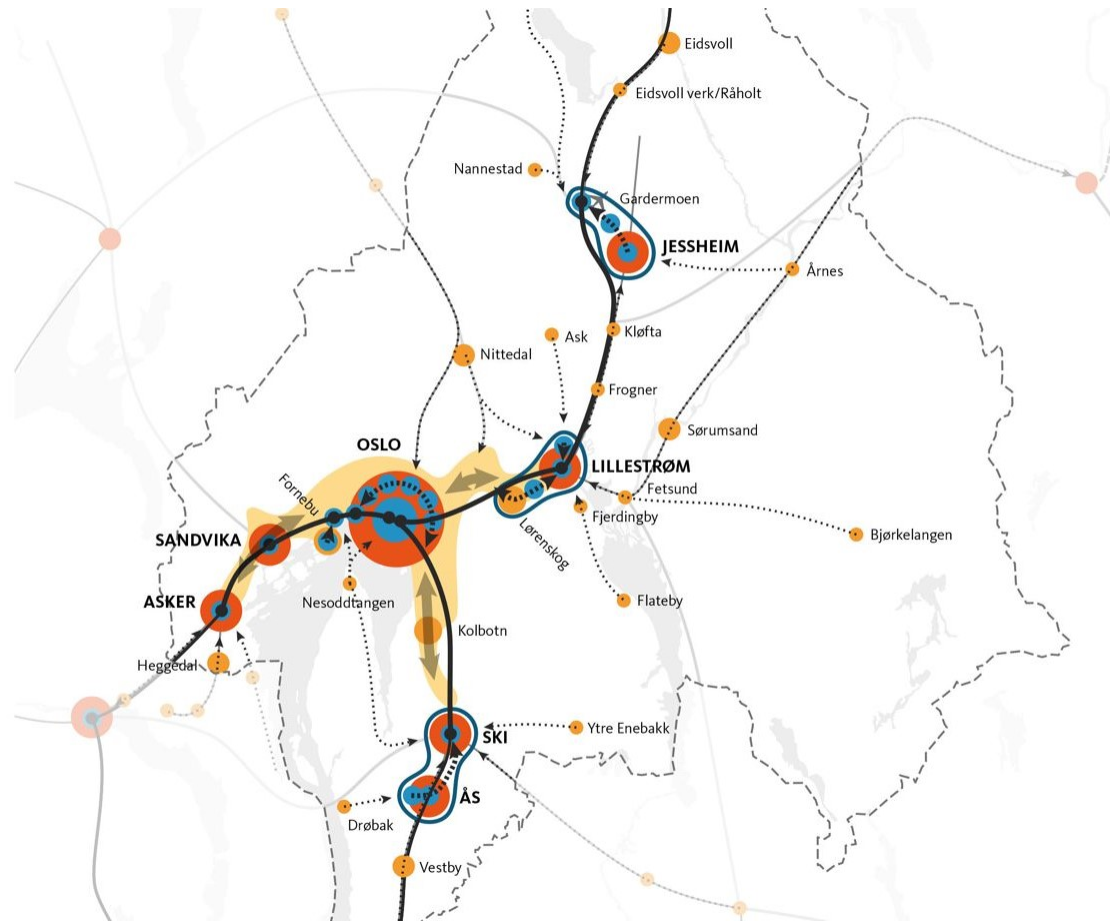 Eidsvoll
Eidsvoll verk/Råholt
Nannestad
Gardermoen
JESSHEIM
Årnes
Kløfta
Ask
Nittedal
Frogner
Sørumsand
OSLO
LILLESTRØM
Fornebu
Fetsund
Fjerdingby
Lørenskog
Bjørkelangen
SANDVIKA
ASKER
Nesoddtangen
Flateby
Kolbotn
Heggedal
SKI
Ytre Enebakk
ÅS
Drøbak
Vestby